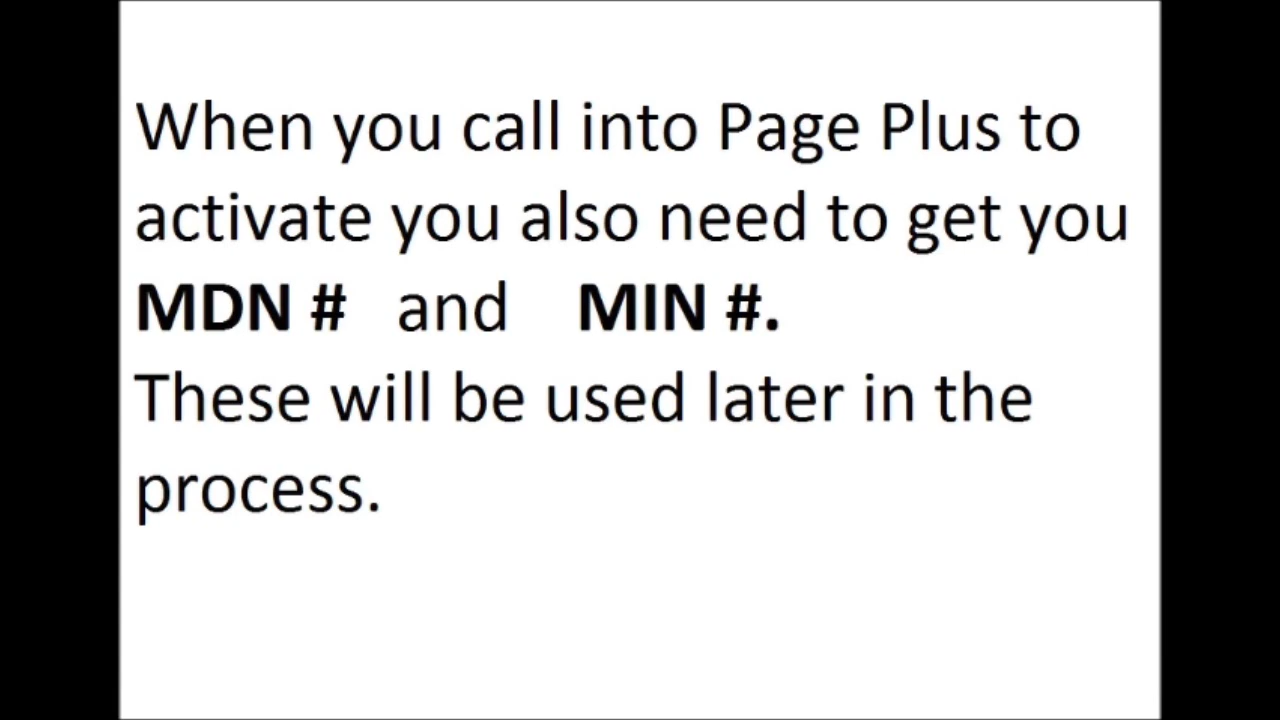 When you call into Page Plus to
activate you also need to get you
MDN # and MIN #.
These will be used later in the
process.